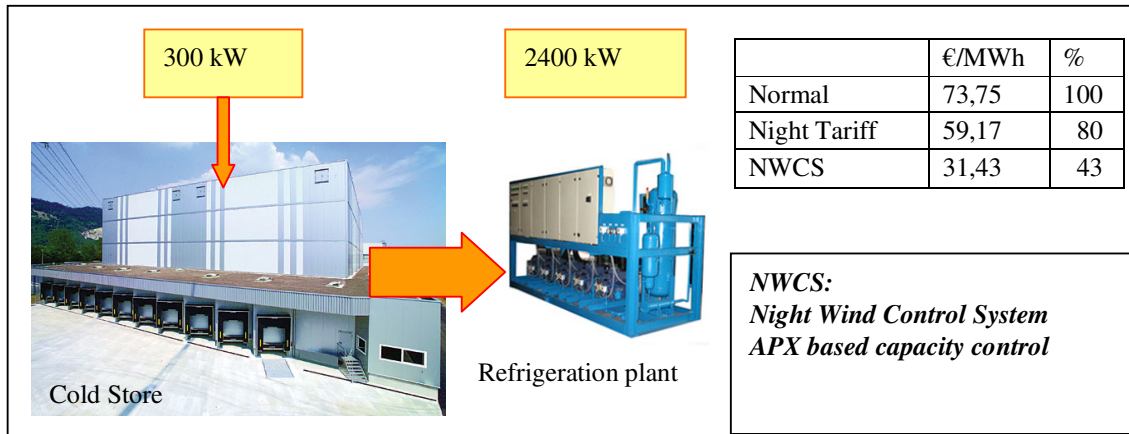 300 kW
2400 kW
€/MWh %
Normal 73,75 100
Night Tariff 59,17 80
NWCS 31,43 43
NWCS:
Night Wind Control System
APX based capacity control
Refrigeration plant
Cold Store